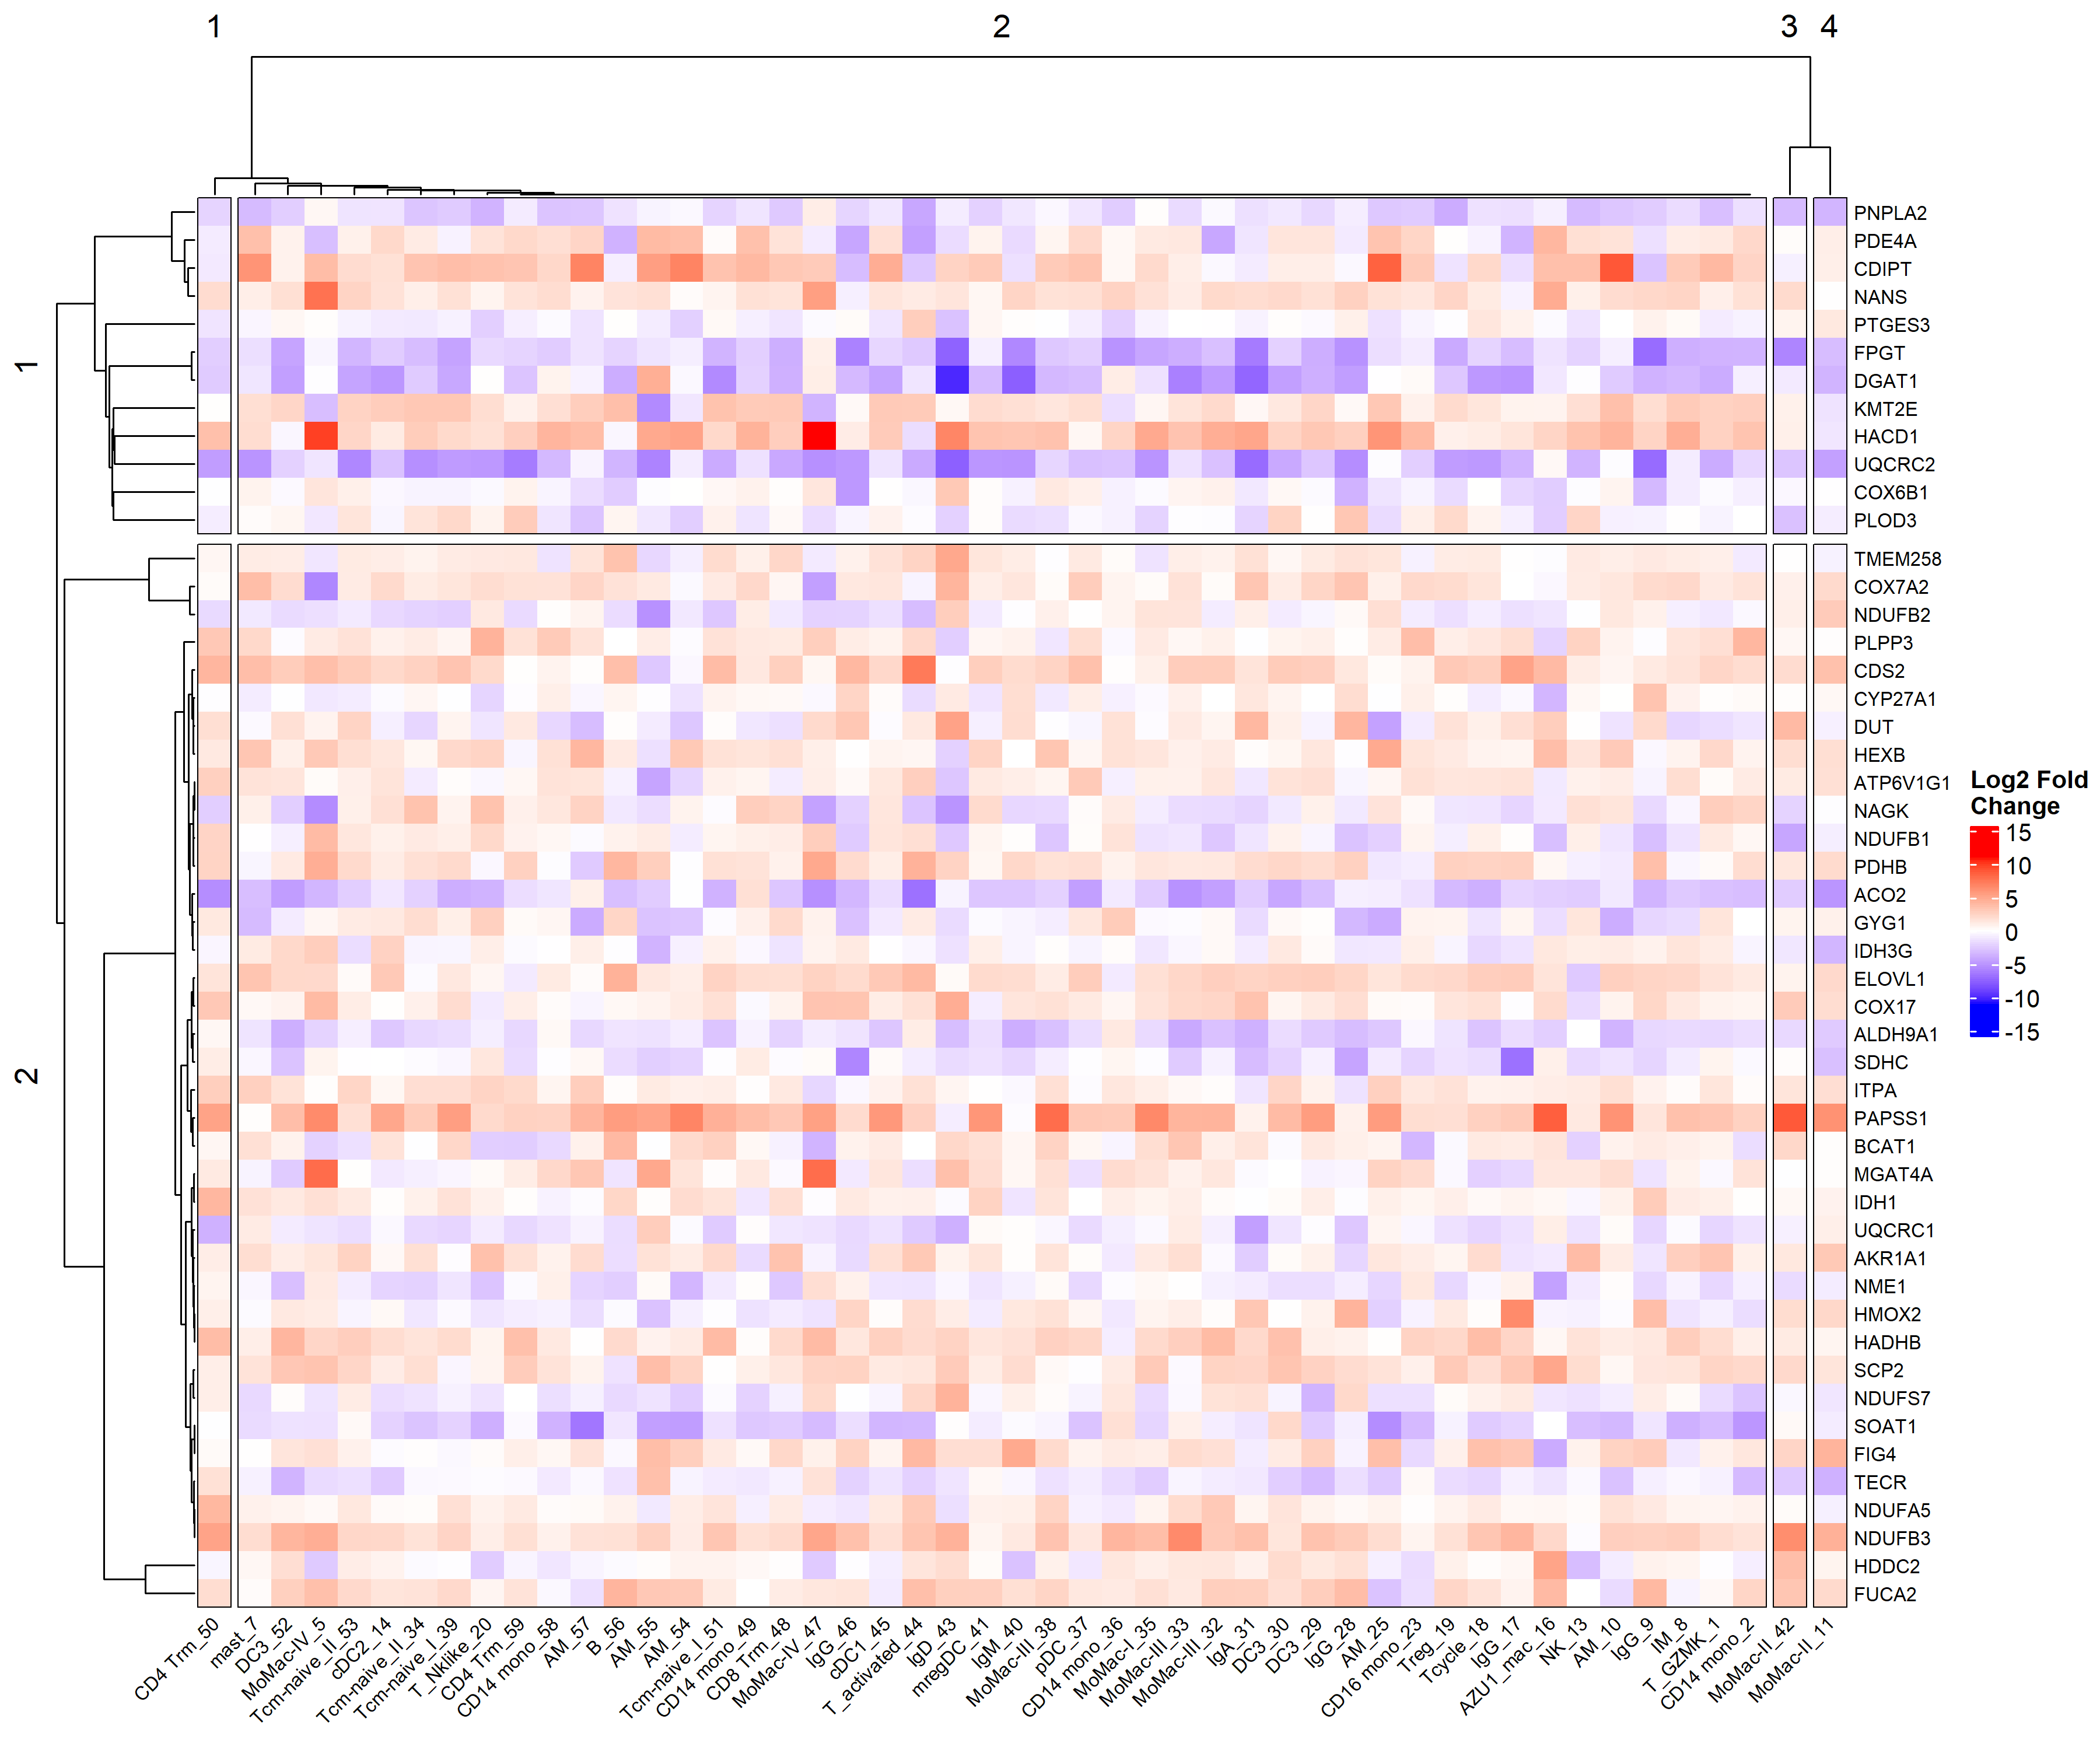 1
2
3
4
1
2
PNPLA2
PDE4A
CDIPT
NANS
PTGES3
FPGT
DGAT1
KMT2E
HACD1
UQCRC2
COX6B1
PLOD3
TMEM258
COX7A2
NDUFB2
PLPP3
CDS2
CYP27A1
DUT
HEXB
ATP6V1G1
NAGK
NDUFB1
PDHB
ACO2
GYG1
IDH3G
ELOVL1
COX17
ALDH9A1
SDHC
ITPA
PAPSS1
BCAT1
MGAT4A
IDH1
UQCRC1
AKR1A1
NME1
HMOX2
HADHB
SCP2
NDUFS7
SOAT1
FIG4
TECR
NDUFA5
NDUFB3
HDDC2
FUCA2
Log2 Fold
Change
15
10
5
0
-5
-10
-15
CD4 Trm_50
mast_7
DC3_52
MoMac-IV_5
Tcm-naive_II_53
cDC2_14
Tcm-naive_II_34
Tcm-naive_I_39
T_Nklike_20
CD4 Trm_59
CD14 mono_58
AM_57
B_56
AM_55
AM_54
Tcm-naive_I_51
CD14 mono_49
CD8 Trm_48
MoMac-IV_47
IgG_46
cDC1_45
T_activated_44
IgD_43
mregDC_41
IgM_40
MoMac-III_38
pDC_37
CD14 mono_36
MoMac-I_35
MoMac-III_33
MoMac-III_32
IgA_31
DC3_30
DC3_29
IgG_28
AM_25
CD16 mono_23
Treg_19
Tcycle_18
IgG_17
AZU1_mac_16
NK_13
AM_10
IgG_9
IM_8
T_GZMK_1
CD14 mono_2
MoMac-II_42
MoMac-II_11